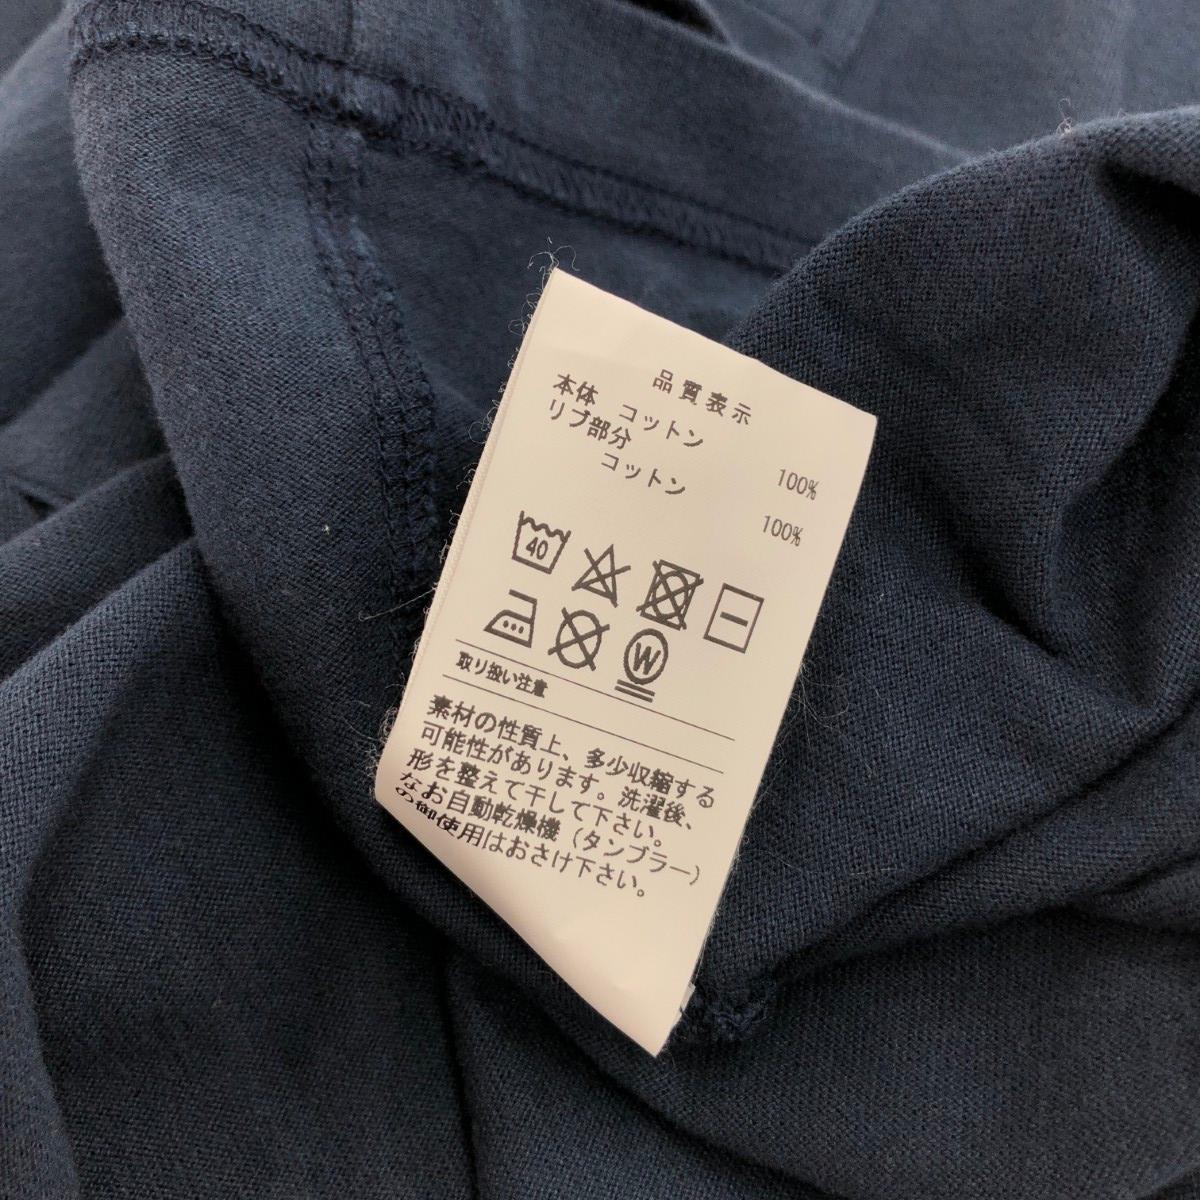 品質表示
本体 コットン 100%
リブ部分
コットン 100%
40
W
取り扱い注意
素材の性質上、多少収縮する
可能性があります。洗濯後、
形を整えて干して下さい。
なお自動乾燥機（タンブラー）
の御使用はおさけ下さい。